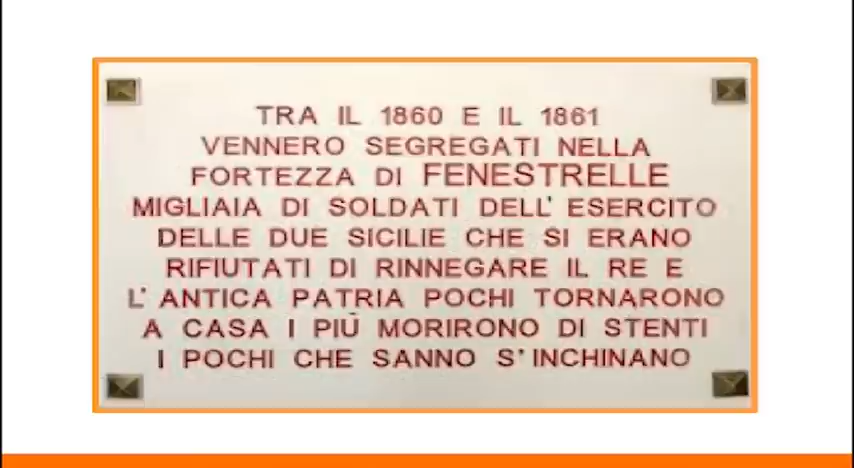 TRA IL 1860 E IL 1861
VENNERO SEGREGATI NELLA
FORTEZZA DI FENESTRELLE
MIGLIAIA DI SOLDATI DELL' ESERCITO
DELLE DUE SICILIE CHE SI ERANO
RIFIUTATI DI RINNEGARE IL RE E
L' ANTICA PATRIA POCHI TORNARONO
A CASA I PIÙ MORIRONO DI STENTI
I POCHI CHE SANNO S' INCHINANO